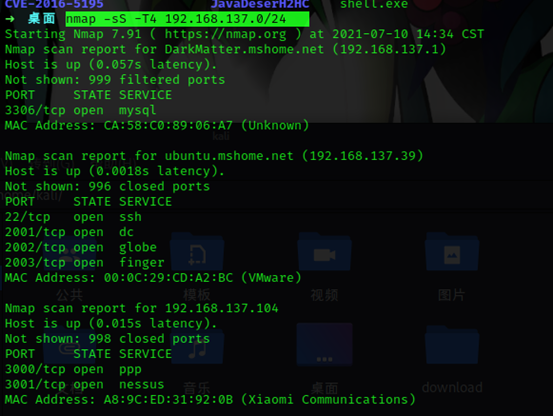 CVE-2016-5195 JavaDeserH2HC shell.exe
→ 桌面 nmap -sS -T4 192.168.137.0/24
Starting Nmap 7.91 ( https://nmap.org ) at 2021-07-10 14:34 CST
Nmap scan report for DarkMatter.mshome.net (192.168.137.1)
Host is up (0.057s latency).
Not shown: 999 filtered ports
PORT STATE SERVICE
3306/tcp open mysql
MAC Address: CA:58:C0:89:06:A7 (Unknown)
Nmap scan report for ubuntu.mshome.net (192.168.137.39)
Host is up (0.0018s latency).
Not shown: 996 closed ports
PORT STATE SERVICE
22/tcp open ssh
2001/tcp open dc
2002/tcp open globe
2003/tcp open finger
MAC Address: 00:0C:29:CD:A2:BC (VMware)
公共 模板 视频 图片
Nmap scan report for 192.168.137.104
Host is up (0.015s latency).
Not shown: 998 closed ports
PORT STATE SERVICE
3000/tcp open ppp
3001/tcp open nessus
音乐 桌面 download
MAC Address: A8:9C:ED:31:92:0B (Xiaomi Communications)